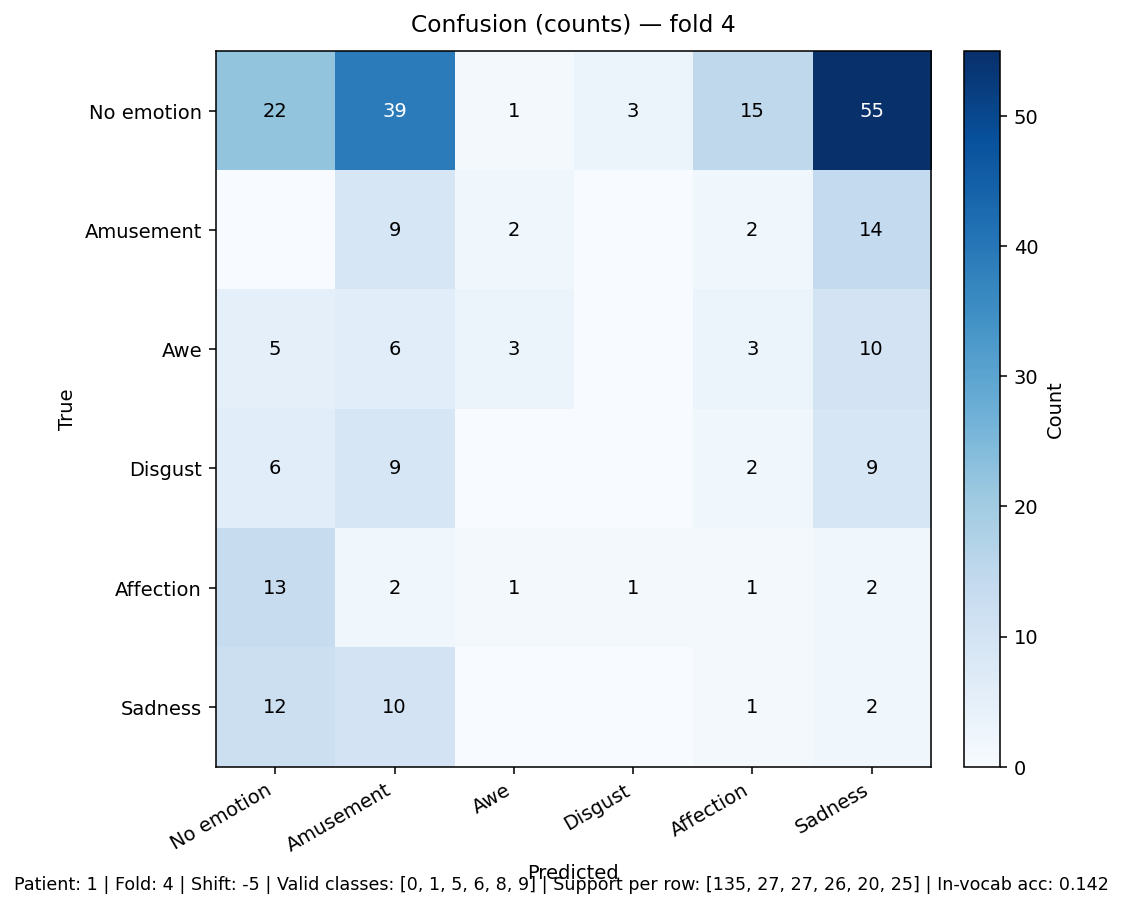 Confusion (counts) — fold 4
No emotion 22 39 1 3 15 55
Amusement 9 2 2 14
Awe 5 6 3 3 10
Disgust 6 9 2 9
Affection 13 2 1 1 1 2
Sadness 12 10 1 2
True
No emotion Amusement Awe Disgust Affection Sadness
Predicted
50
40
30
20
10
0
Count
Patient: 1 | Fold: 4 | Shift: -5 | Valid classes: [0, 1, 5, 6, 8, 9] | Support per row: [135, 27, 27, 26, 20, 25] | In-vocab acc: 0.142